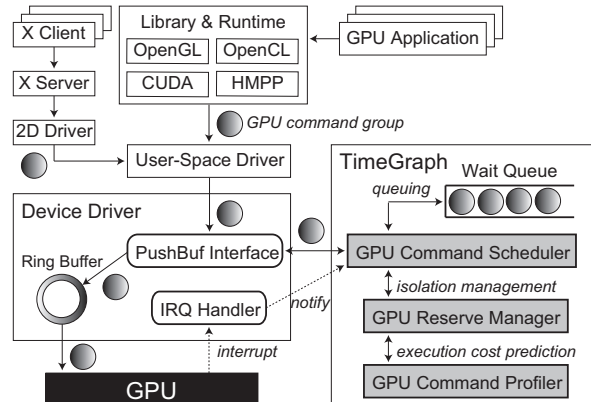 X Client
X Server
2D Driver
Library & Runtime
OpenGL
OpenCL
CUDA
HMPP
GPU Application
GPU command group
User-Space Driver
Device Driver
PushBuf Interface
Ring Buffer
IRQ Handler
notify
interrupt
GPU
TimeGraph
Wait Queue
queuing
GPU Command Scheduler
isolation management
GPU Reserve Manager
execution cost prediction
GPU Command Profiler